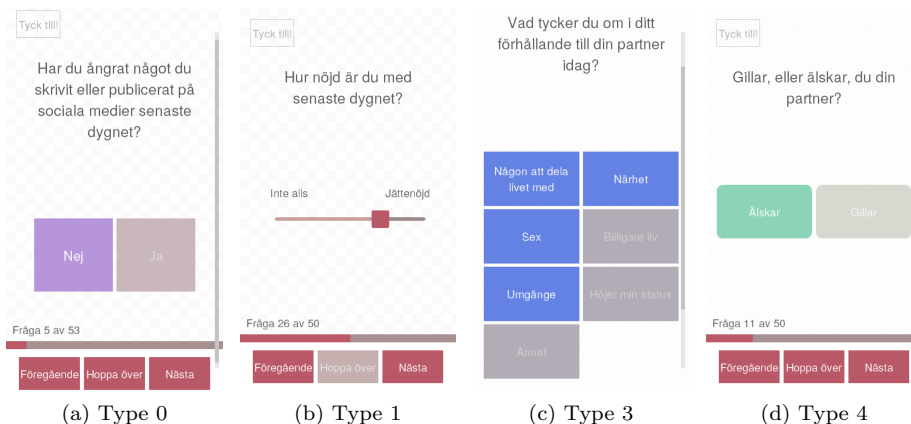 Tyck till!
Har du ångrat något du
skrivit eller publicerat på
sociala medier senaste
dygnet?
Nej
Ja
Fråga 5 av 53
Föregående
Hoppa över
Nästa
(a) Type 0
Tyck till!
Hur nöjd är du med
senaste dygnet?
Inte alls
Jättenöjd
Fråga 26 av 50
Föregående
Hoppa över
Nästa
(b) Type 1
Vad tycker du om i ditt
förhållande till din partner
idag?
Någon att dela
livet med
Närhet
Sex
Billigare liv
Umgänge
Höjer min status
Annat
(c) Type 3
Tyck till!
Gillar, eller älskar, du din
partner?
Älskar
Gillar
Fråga 11 av 50
Föregående
Hoppa över
Nästa
(d) Type 4